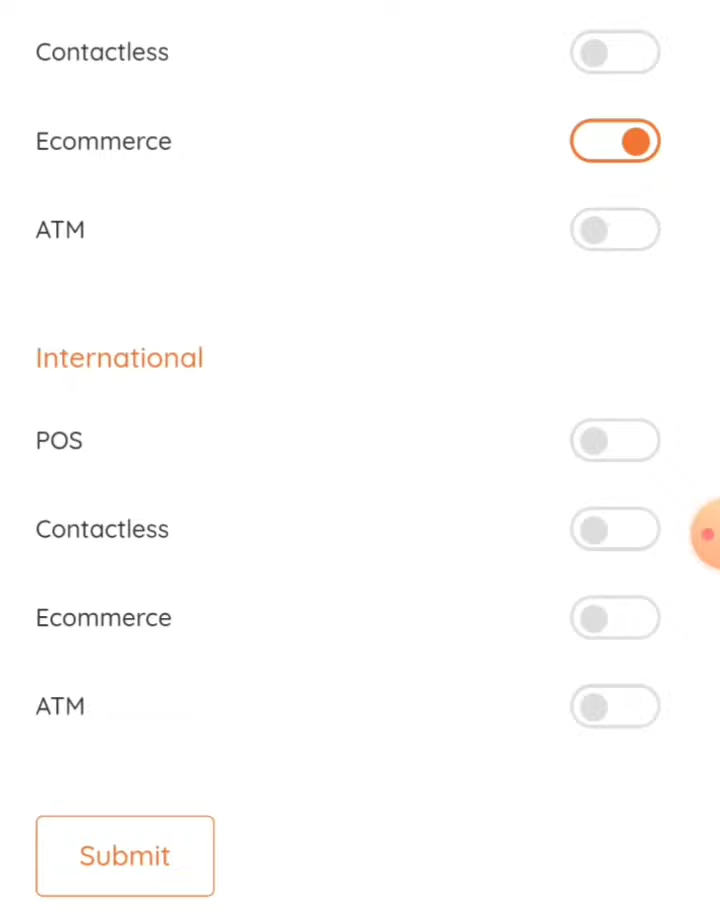 Contactless
Ecommerce
ATM
International
POS
Contactless
Ecommerce
ATM
Submit